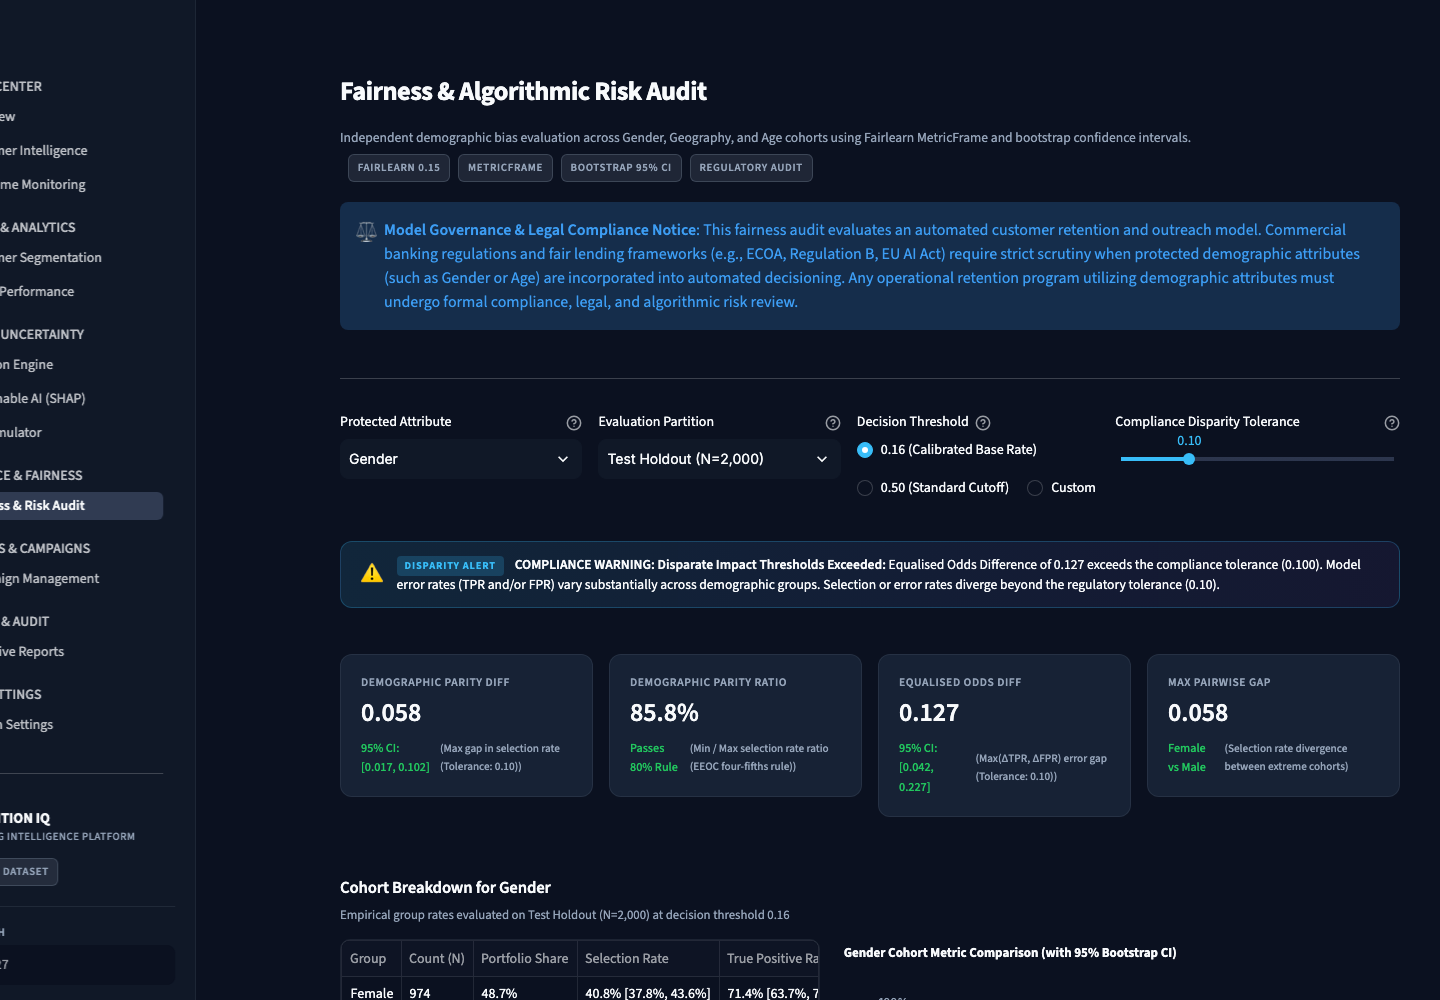 CENTER
ew
ner Intelligence
me Monitoring
& ANALYTICS
ner Segmentation
Performance
UNCERTAINTY
on Engine
nable AI (SHAP)
mulator
CE & FAIRNESS
ss & Risk Audit
S & CAMPAIGNS
aign Management
& AUDIT
ive Reports
TTINGS
n Settings
TION IQ
G INTELLIGENCE PLATFORM
DATASET
H
27
Fairness & Algorithmic Risk Audit
Independent demographic bias evaluation across Gender, Geography, and Age cohorts using Fairlearn MetricFrame and bootstrap confidence intervals.
FAIRLEARN 0.15 METRICFRAME BOOTSTRAP 95% CI REGULATORY AUDIT
Model Governance & Legal Compliance Notice: This fairness audit evaluates an automated customer retention and outreach model. Commercial
banking regulations and fair lending frameworks (e.g., ECOA, Regulation B, EU AI Act) require strict scrutiny when protected demographic attributes
(such as Gender or Age) are incorporated into automated decisioning. Any operational retention program utilizing demographic attributes must
undergo formal compliance, legal, and algorithmic risk review.
Protected Attribute
Gender
Evaluation Partition
Test Holdout (N=2,000)
Decision Threshold
0.16 (Calibrated Base Rate)
0.50 (Standard Cutoff) Custom
Compliance Disparity Tolerance
0.10
DISPARITY ALERT COMPLIANCE WARNING: Disparate Impact Thresholds Exceeded: Equalised Odds Difference of 0.127 exceeds the compliance tolerance (0.100). Model
error rates (TPR and/or FPR) vary substantially across demographic groups. Selection or error rates diverge beyond the regulatory tolerance (0.10).
DEMOGRAPHIC PARITY DIFF
0.058
95% CI:
[0.017, 0.102]
(Max gap in selection rate
(Tolerance: 0.10))
DEMOGRAPHIC PARITY RATIO
85.8%
Passes
80% Rule
(Min / Max selection rate ratio
(EEOC four-fifths rule))
EQUALISED ODDS DIFF
0.127
95% CI:
[0.042,
0.227]
(Max(ΔTPR, ΔFPR) error gap
(Tolerance: 0.10))
MAX PAIRWISE GAP
0.058
Female
vs Male
(Selection rate divergence
between extreme cohorts)
Cohort Breakdown for Gender
Empirical group rates evaluated on Test Holdout (N=2,000) at decision threshold 0.16
Group Count (N) Portfolio Share Selection Rate True Positive Ra
Female 974 48.7% 40.8% [37.8%, 43.6%] 71.4% [63.7%, 7
Gender Cohort Metric Comparison (with 95% Bootstrap CI)